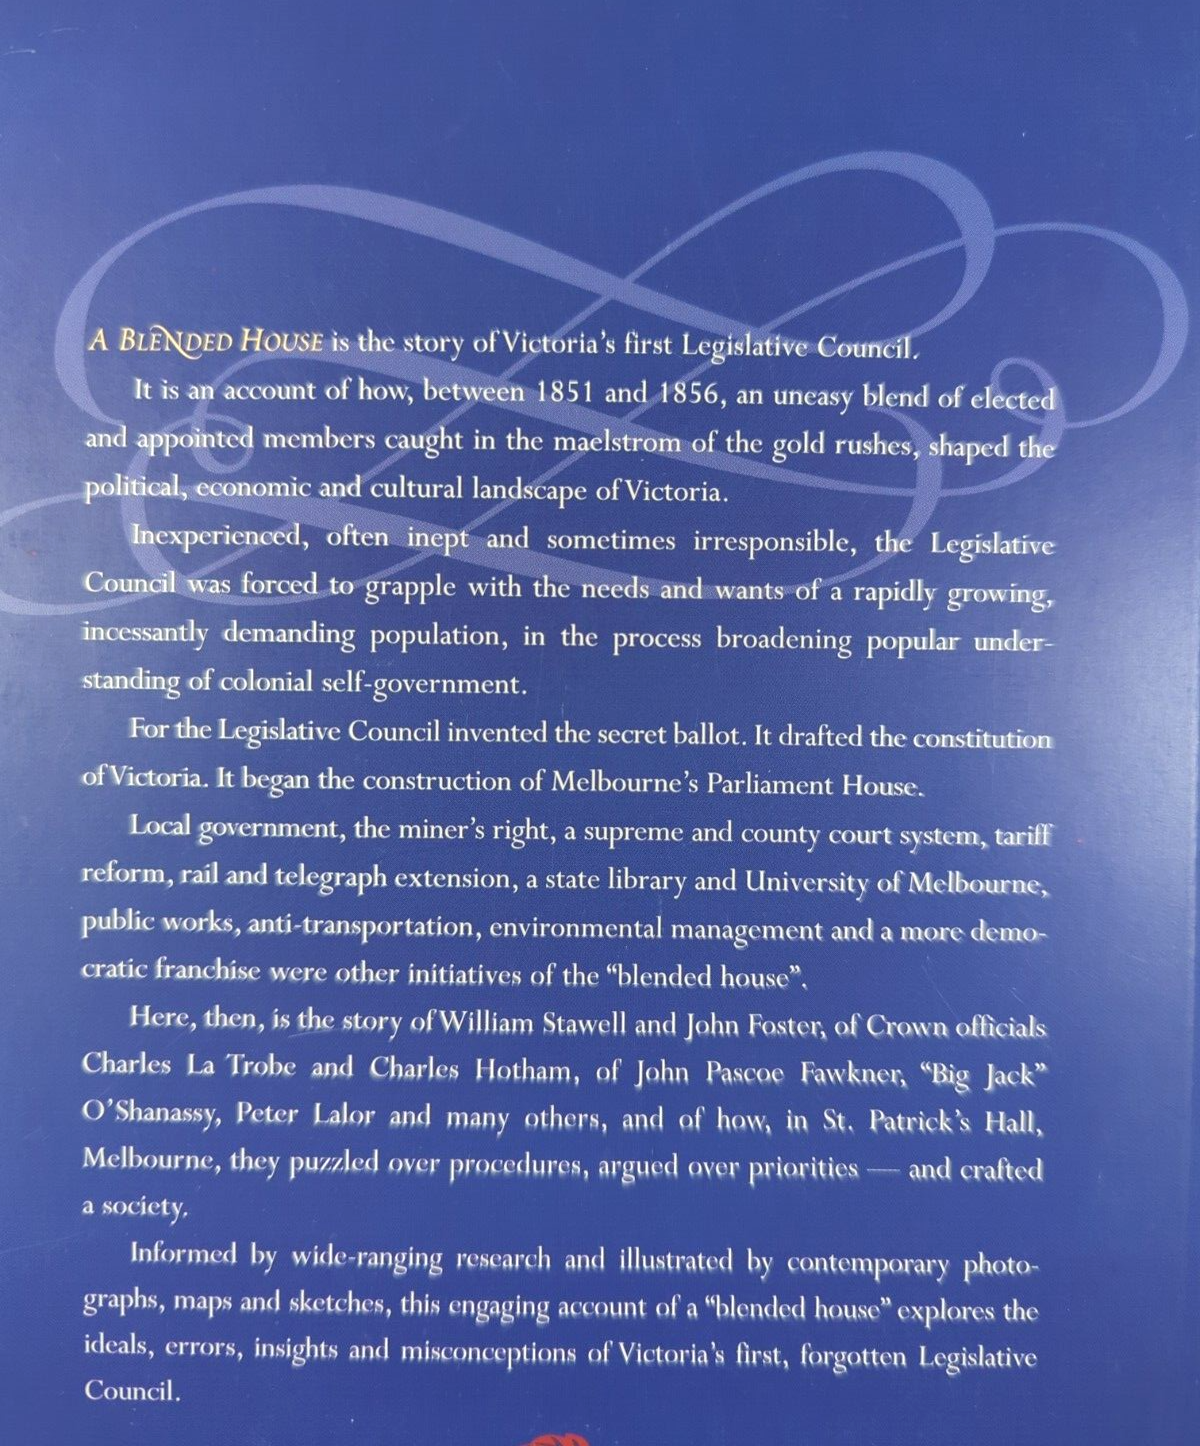 A BLENDED HOUSE is the story of Victoria's first Legislative Council.
It is an account of how, between 1851 and 1856, an uneasy blend of elected
and appointed members caught in the maelstrom of the gold rushes, shaped the
political, economic and cultural landscape of Victoria.
Inexperienced, often inept and sometimes irresponsible, the Legislative
Council was forced to grapple with the needs and wants of a rapidly growing,
incessantly demanding population, in the process broadening popular under-
standing of colonial self-government.
For the Legislative Council invented the secret ballot. It drafted the constitution
of Victoria. It began the construction of Melbourne's Parliament House.
Local government, the miner's right, a supreme and county court system, tariff
reform, rail and telegraph extension, a state library and University of Melbourne,
public works, anti-transportation, environmental management and a more demo-
cratic franchise were other initiatives of the “blended house”.
Here, then, is the story of William Stawell and John Foster, of Crown officials
Charles La Trobe and Charles Hotham, of John Pascoe Fawkner, “Big Jack”
O'Shanassy, Peter Lalor and many others, and of how, in St. Patrick's Hall,
Melbourne, they puzzled over procedures, argued over priorities — and crafted
a society.
Informed by wide-ranging research and illustrated by contemporary photo-
graphs, maps and sketches, this engaging account of a “blended house” explores the
ideals, errors, insights and misconceptions of Victoria's first, forgotten Legislative
Council.